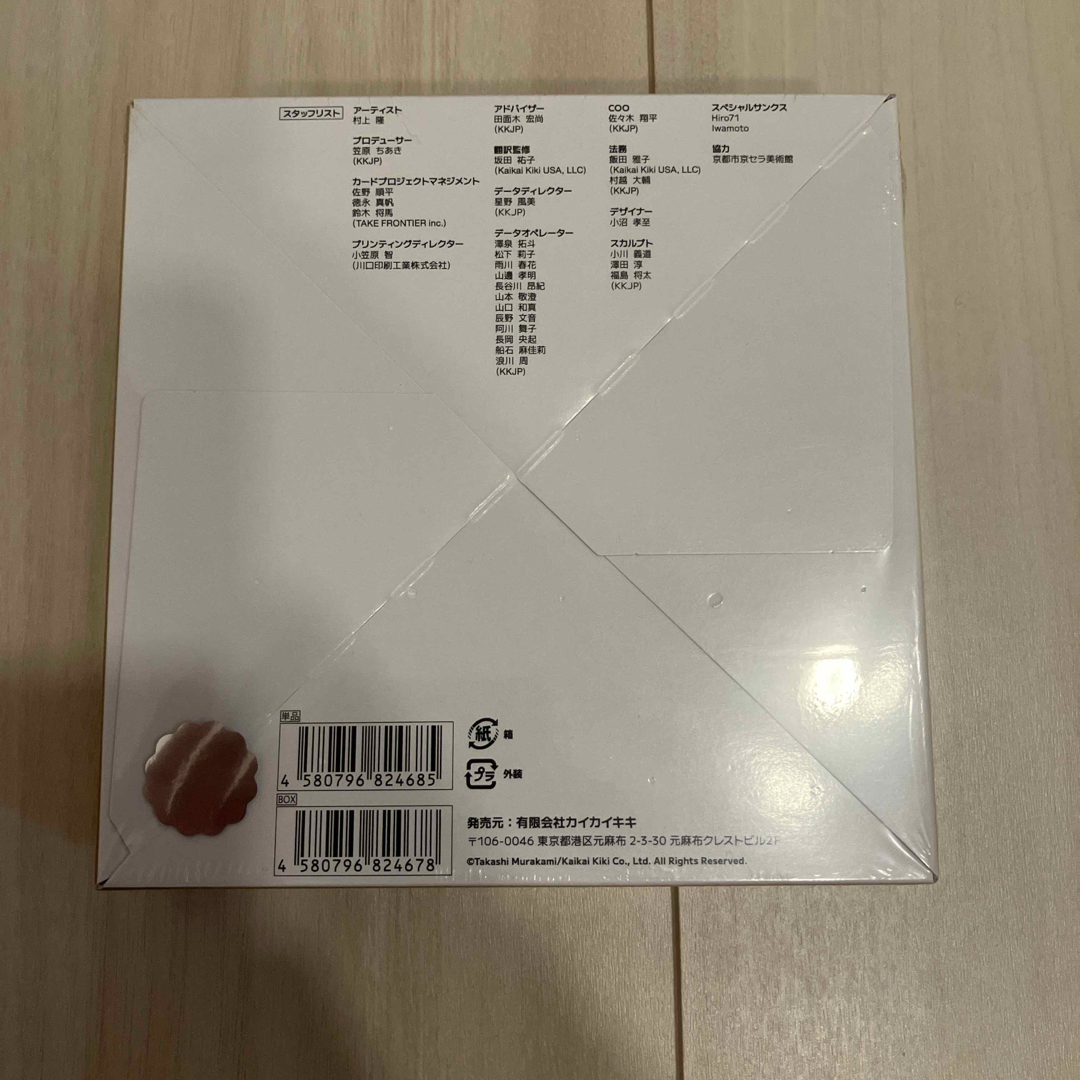 スタッフリスト
アーティスト
村上 隆
プロデューサー
笠原 ちあき
(KKJP)
カードプロジェクトマネジメント
佐野 順平
徳永 真帆
鈴木 将馬
(TAKE FRONTIER inc.)
プリンティングディレクター
小笠原 智
(川口印刷工業株式会社)
アドバイザー
田面木 宏尚
(KKJP)
翻訳監修
坂田 祐子
(Kaikai Kiki USA, LLC)
データディレクター
星野 風美
(KKJP)
データオペレーター
澤泉 拓斗
松下 莉子
雨川 春花
山邊 孝明
長谷川 昂紀
山本 敬澄
山口 和真
辰野 文音
阿川 舞子
長岡 央起
船石 麻佳莉
浪川 周
(KKJP)
COO
佐々木 翔平
(KKJP)
法務
飯田 雅子
(Kaikai Kiki USA, LLC)
村越 大輔
(KKJP)
デザイナー
小沼 孝至
スカルプト
小川 義道
澤田 淳
福島 将太
(KKJP)
スペシャルサンクス
Hiro71
Iwamoto
協力
京都市京セラ美術館
単品
4 580796 824685
BOX
4 580796 824678
紙 箱
プラ 外装
発売元：有限会社カイカイキキ
〒106-0046 東京都港区元麻布 2-3-30 元麻布クレストビル2F
©Takashi Murakami/Kaikai Kiki Co., Ltd. All Rights Reserved.